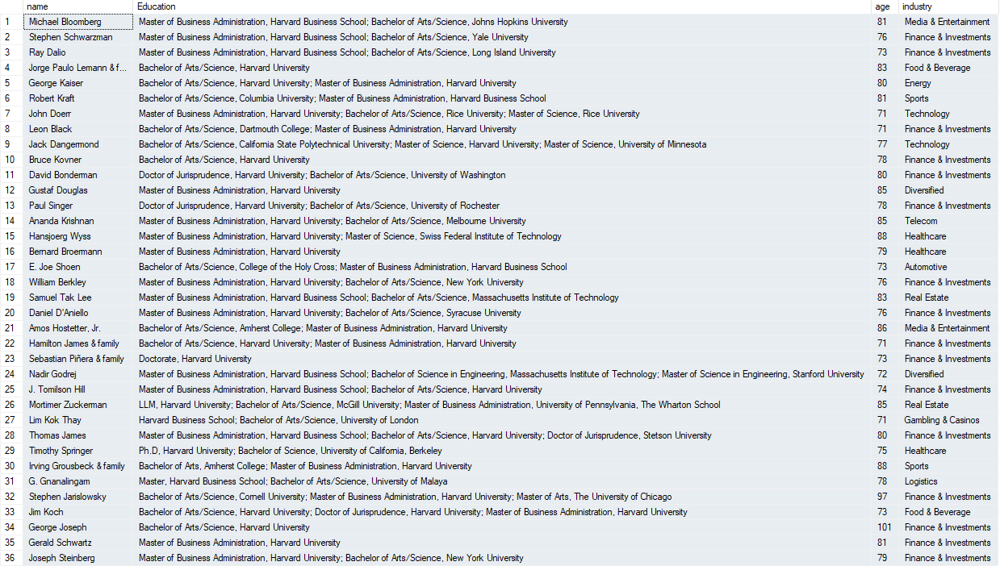 name Education age industry
1 Michael Bloomberg Master of Business Administration, Harvard Business School; Bachelor of Arts/Science, Johns Hopkins University 81 Media & Entertainment
2 Stephen Schwarzman Master of Business Administration, Harvard Business School; Bachelor of Arts/Science, Yale University 76 Finance & Investments
3 Ray Dalio Master of Business Administration, Harvard Business School; Bachelor of Arts/Science, Long Island University 73 Finance & Investments
4 Jorge Paulo Lemann & f... Bachelor of Arts/Science, Harvard University 83 Food & Beverage
5 George Kaiser Bachelor of Arts/Science, Harvard University; Master of Business Administration, Harvard University 80 Energy
6 Robert Kraft Bachelor of Arts/Science, Columbia University; Master of Business Administration, Harvard Business School 81 Sports
7 John Doerr Master of Business Administration, Harvard University; Bachelor of Arts/Science, Rice University; Master of Science, Rice University 71 Technology
8 Leon Black Bachelor of Arts/Science, Dartmouth College; Master of Business Administration, Harvard University 71 Finance & Investments
9 Jack Dangermond Bachelor of Arts/Science, California State Polytechnical University; Master of Science, Harvard University; Master of Science, University of Minnesota 77 Technology
10 Bruce Kovner Bachelor of Arts/Science, Harvard University 78 Finance & Investments
11 David Bonderman Doctor of Jurisprudence, Harvard University; Bachelor of Arts/Science, University of Washington 80 Finance & Investments
12 Gustaf Douglas Master of Business Administration, Harvard University 85 Diversified
13 Paul Singer Doctor of Jurisprudence, Harvard University; Bachelor of Arts/Science, University of Rochester 78 Finance & Investments
14 Ananda Krishnan Master of Business Administration, Harvard University; Bachelor of Arts/Science, Melbourne University 85 Telecom
15 Hansjoerg Wyss Master of Business Administration, Harvard University; Master of Science, Swiss Federal Institute of Technology 88 Healthcare
16 Bernard Broermann Master of Business Administration, Harvard University 79 Healthcare
17 E. Joe Shoen Bachelor of Arts/Science, College of the Holy Cross; Master of Business Administration, Harvard Business School 73 Automotive
18 William Berkley Master of Business Administration, Harvard University; Bachelor of Arts/Science, New York University 76 Finance & Investments
19 Samuel Tak Lee Master of Business Administration, Harvard Business School; Bachelor of Arts/Science, Massachusetts Institute of Technology 83 Real Estate
20 Daniel D'Aniello Master of Business Administration, Harvard University; Bachelor of Arts/Science, Syracuse University 76 Finance & Investments
21 Amos Hostetter, Jr. Bachelor of Arts/Science, Amherst College; Master of Business Administration, Harvard University 86 Media & Entertainment
22 Hamilton James & family Bachelor of Arts/Science, Harvard University; Master of Business Administration, Harvard University 71 Finance & Investments
23 Sebastian Piñera & family Doctorate, Harvard University 73 Finance & Investments
24 Nadir Godrej Master of Business Administration, Harvard Business School; Bachelor of Science in Engineering, Massachusetts Institute of Technology; Master of Science in Engineering, Stanford University 72 Diversified
25 J. Tomilson Hill Master of Business Administration, Harvard Business School; Bachelor of Arts/Science, Harvard University 74 Finance & Investments
26 Mortimer Zuckerman LLM, Harvard University; Bachelor of Arts/Science, McGill University; Master of Business Administration, University of Pennsylvania, The Wharton School 85 Real Estate
27 Lim Kok Thay Harvard Business School; Bachelor of Arts/Science, University of London 71 Gambling & Casinos
28 Thomas James Master of Business Administration, Harvard Business School; Bachelor of Arts/Science, Harvard University; Doctor of Jurisprudence, Stetson University 80 Finance & Investments
29 Timothy Springer Ph.D, Harvard University; Bachelor of Science, University of California, Berkeley 75 Healthcare
30 Irving Grousbeck & family Bachelor of Arts, Amherst College; Master of Business Administration, Harvard University 88 Sports
31 G. Gnanalingam Master, Harvard Business School; Bachelor of Arts/Science, University of Malaya 78 Logistics
32 Stephen Jarislowsky Bachelor of Arts/Science, Cornell University; Master of Business Administration, Harvard University; Master of Arts, The University of Chicago 97 Finance & Investments
33 Jim Koch Bachelor of Arts/Science, Harvard University; Doctor of Jurisprudence, Harvard University; Master of Business Administration, Harvard University 73 Food & Beverage
34 George Joseph Bachelor of Arts/Science, Harvard University 101 Finance & Investments
35 Gerald Schwartz Master of Business Administration, Harvard University 81 Finance & Investments
36 Joseph Steinberg Master of Business Administration, Harvard University; Bachelor of Arts/Science, New York University 79 Finance & Investments